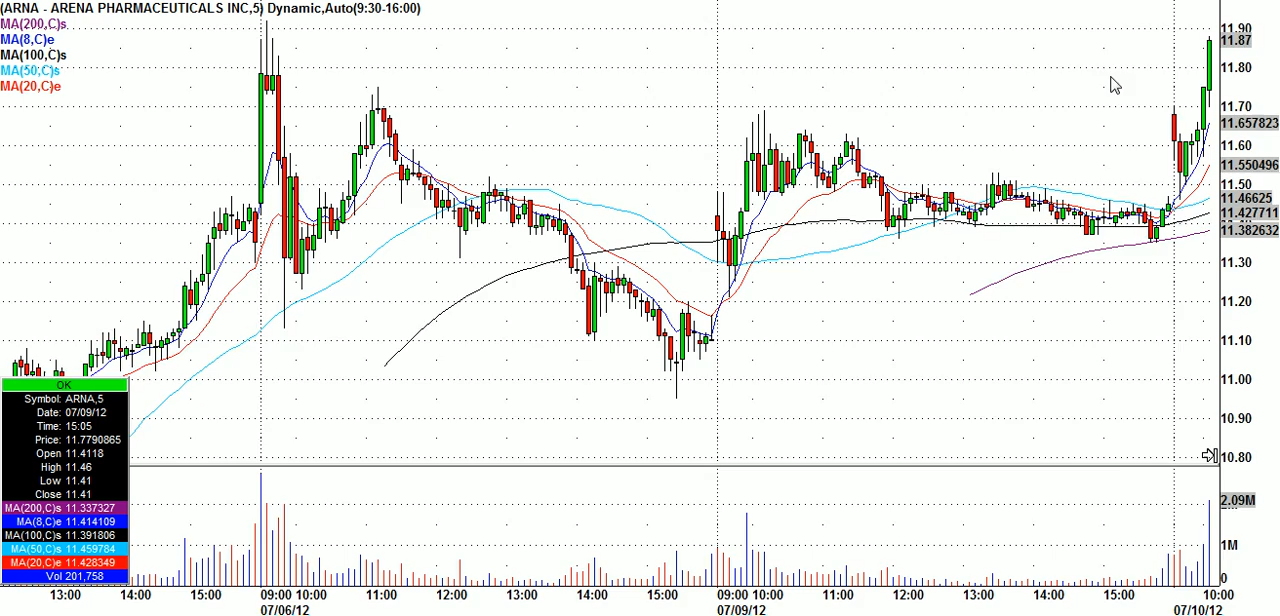 (ARNA - ARENA PHARMACEUTICALS INC,5) Dynamic,Auto(9:30-16:00)
MA(200,C)s
MA(8,C)e
MA(100,C)s
MA(50,C)s
MA(20,C)e
11.90
11.87
11.80
11.70
11.657823
11.60
11.550496
11.50
11.46625
11.427711
11.382632
11.30
11.20
11.10
11.00
10.90
10.80
2.09M
1M
0
OK
Symbol: ARNA,5
Date: 07/09/12
Time: 15:05
Price: 11.7790865
Open 11.4118
High 11.46
Low 11.41
Close 11.41
MA(200,C)s 11.337327
MA(8,C)e 11.414109
MA(100,C)s 11.391806
MA(50,C)s 11.459784
MA(20,C)e 11.428349
Vol 201,758
13:00 14:00 15:00 09:00 10:00 11:00 12:00 13:00 14:00 15:00 09:00 10:00 11:00 12:00 13:00 14:00 15:00 10:00
07/06/12 07/09/12 07/10/12